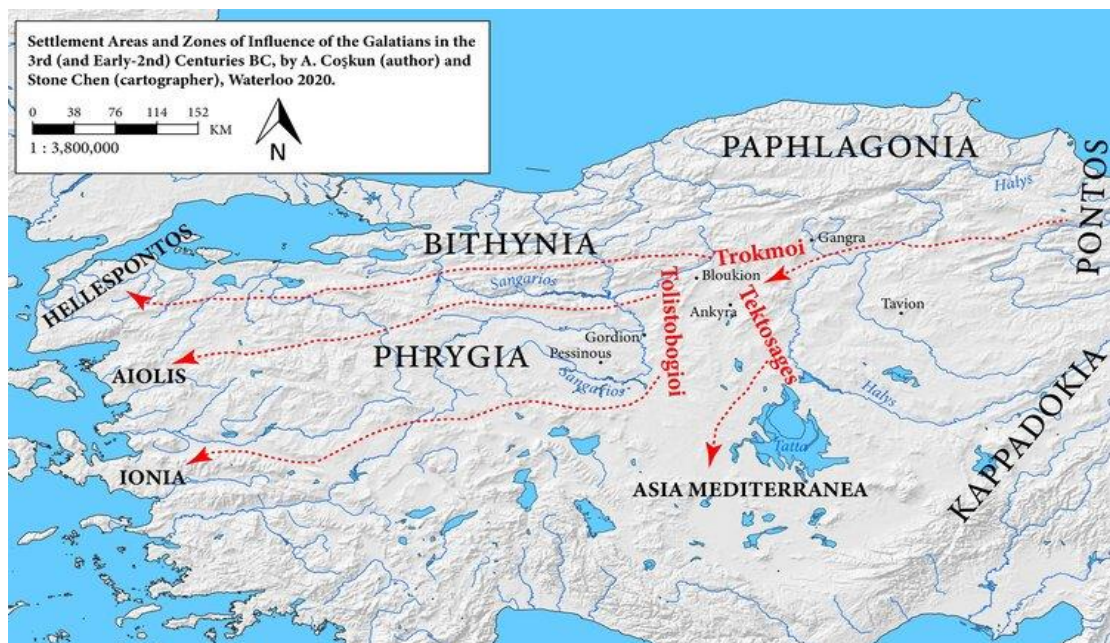 Settlement Areas and Zones of Influence of the Galatians in the
3rd (and Early-2nd) Centuries BC, by A. Coşkun (author) and
Stone Chen (cartographer), Waterloo 2020.
0 38 76 114 152
KM
1 : 3,800,000
N
PAPHLAGONIA
PONTOS
Halys
BITHYNIA
Trokmoi
Gangra
HELLESPONTOS
Sangarios
Tolistobogioi
Bloukion
Ankyra
Tektosages
Tavion
Gordion
PHRYGIA
Pessinous
Sangarios
AIOLIS
Halys
KAPPADOKIA
Tatta
IONIA
ASIA MEDITERRANEA